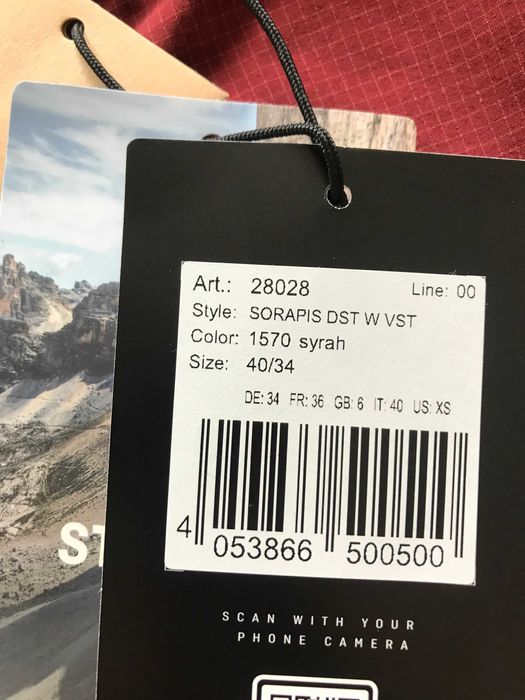 Art.: 28028 Line: 00
Style: SORAPIS DST W VST
Color: 1570 syrah
Size: 40/34
DE: 34 FR: 36 GB: 6 IT: 40 US: XS
4 053866 500500
ST
SCAN WITH YOUR
PHONE CAMERA